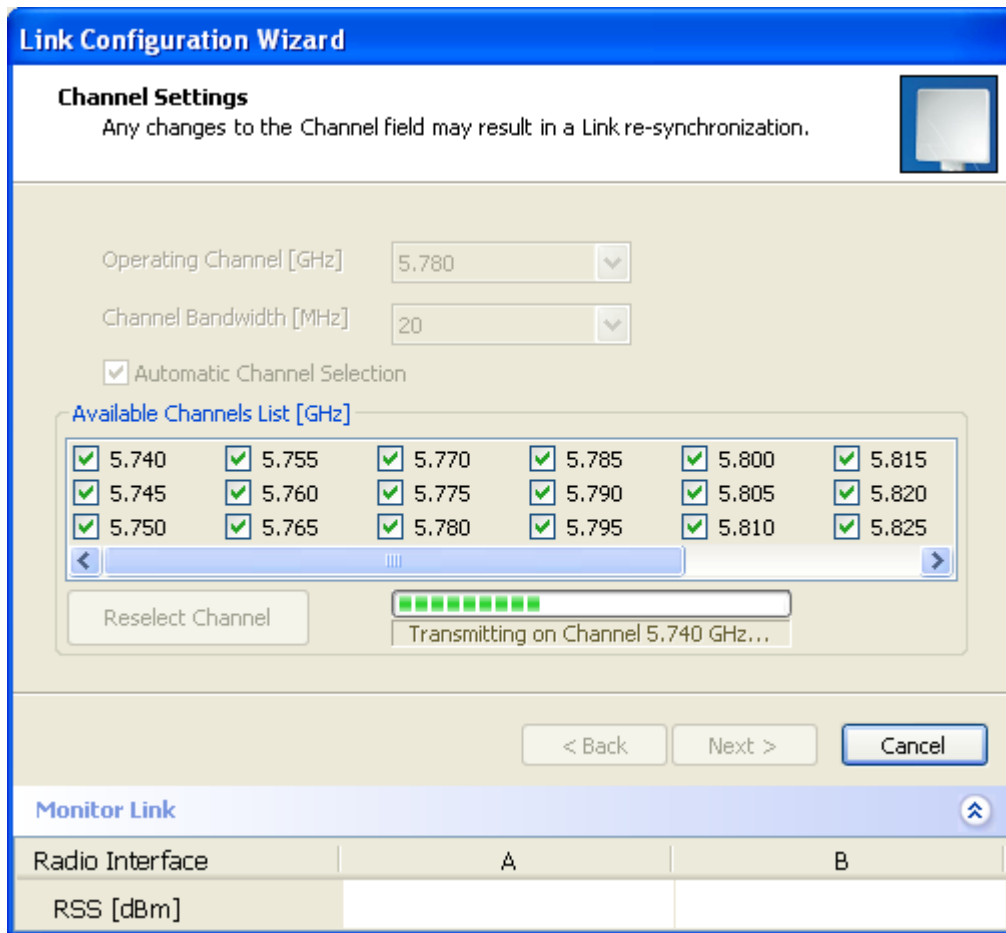 Link Configuration Wizard
Channel Settings
Any changes to the Channel field may result in a Link re-synchronization.
Operating Channel [GHz] 5.780
Channel Bandwidth [MHz] 20
Automatic Channel Selection
Available Channels List [GHz]
5.740 5.755 5.770 5.785 5.800 5.815
5.745 5.760 5.775 5.790 5.805 5.820
5.750 5.765 5.780 5.795 5.810 5.825
Reselect Channel
Transmitting on Channel 5.740 GHz...
< Back Next > Cancel
Monitor Link
Radio Interface A B
RSS [dBm]